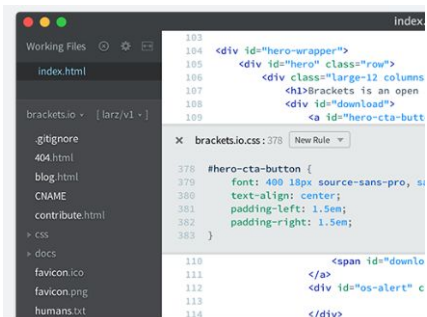 index.
Working Files
index.html
brackets.io [larz/v1]
.gitignore
404.html
blog.html
CNAME
contribute.html
css
docs
favicon.ico
favicon.png
humans.txt
103
104 <div id="hero-wrapper">
105 <div id="hero" class="row">
106 <div class="large-12 columns
107 <h1>Brackets is an open
108 <div id="download">
109 <a id="hero-cta-butt
× brackets.io.css : 378 New Rule
378 #hero-cta-button {
379 font: 400 18px source-sans-pro, sa
380 text-align: center;
381 padding-left: 1.5em;
382 padding-right: 1.5em;
383 }
110 <span id="downlo
111 </a>
112 <div id="os-alert" c
113
114 </div>